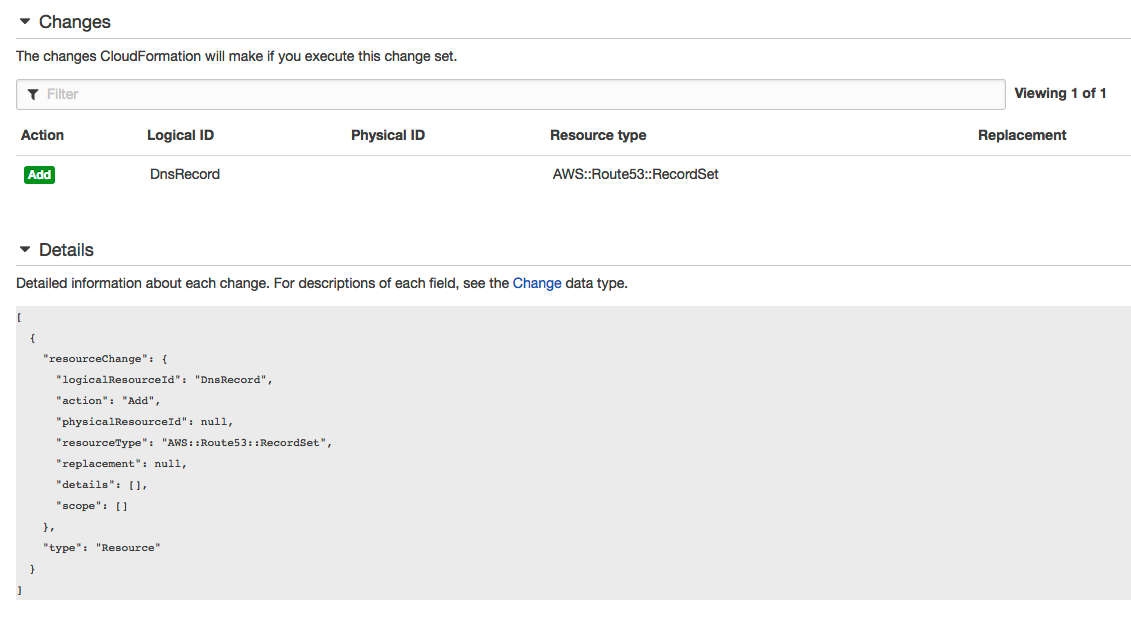 Changes
The changes CloudFormation will make if you execute this change set.
Filter Viewing 1 of 1
Action Logical ID Physical ID Resource type Replacement
Add DnsRecord AWS::Route53::RecordSet
Details
Detailed information about each change. For descriptions of each field, see the Change data type.
[
  {
    "resourceChange": {
      "logicalResourceId": "DnsRecord",
      "action": "Add",
      "physicalResourceId": null,
      "resourceType": "AWS::Route53::RecordSet",
      "replacement": null,
      "details": [],
      "scope": []
    },
    "type": "Resource"
  }
]